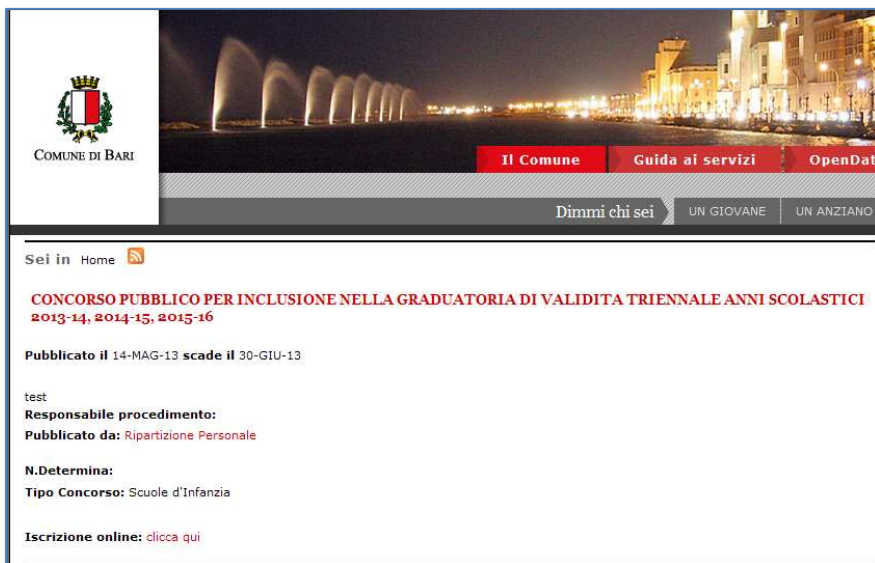 COMUNE DI BARI
Il Comune Guida ai servizi OpenDat
Dimmi chi sei UN GIOVANE UN ANZIANO
Sei in Home
CONCORSO PUBBLICO PER INCLUSIONE NELLA GRADUATORIA DI VALIDITA TRIENNALE ANNI SCOLASTICI
2013-14, 2014-15, 2015-16
Pubblicato il 14-MAG-13 scade il 30-GIU-13
test
Responsabile procedimento:
Pubblicato da: Ripartizione Personale
N.Determina:
Tipo Concorso: Scuole d'Infanzia
Iscrizione online: clicca qui